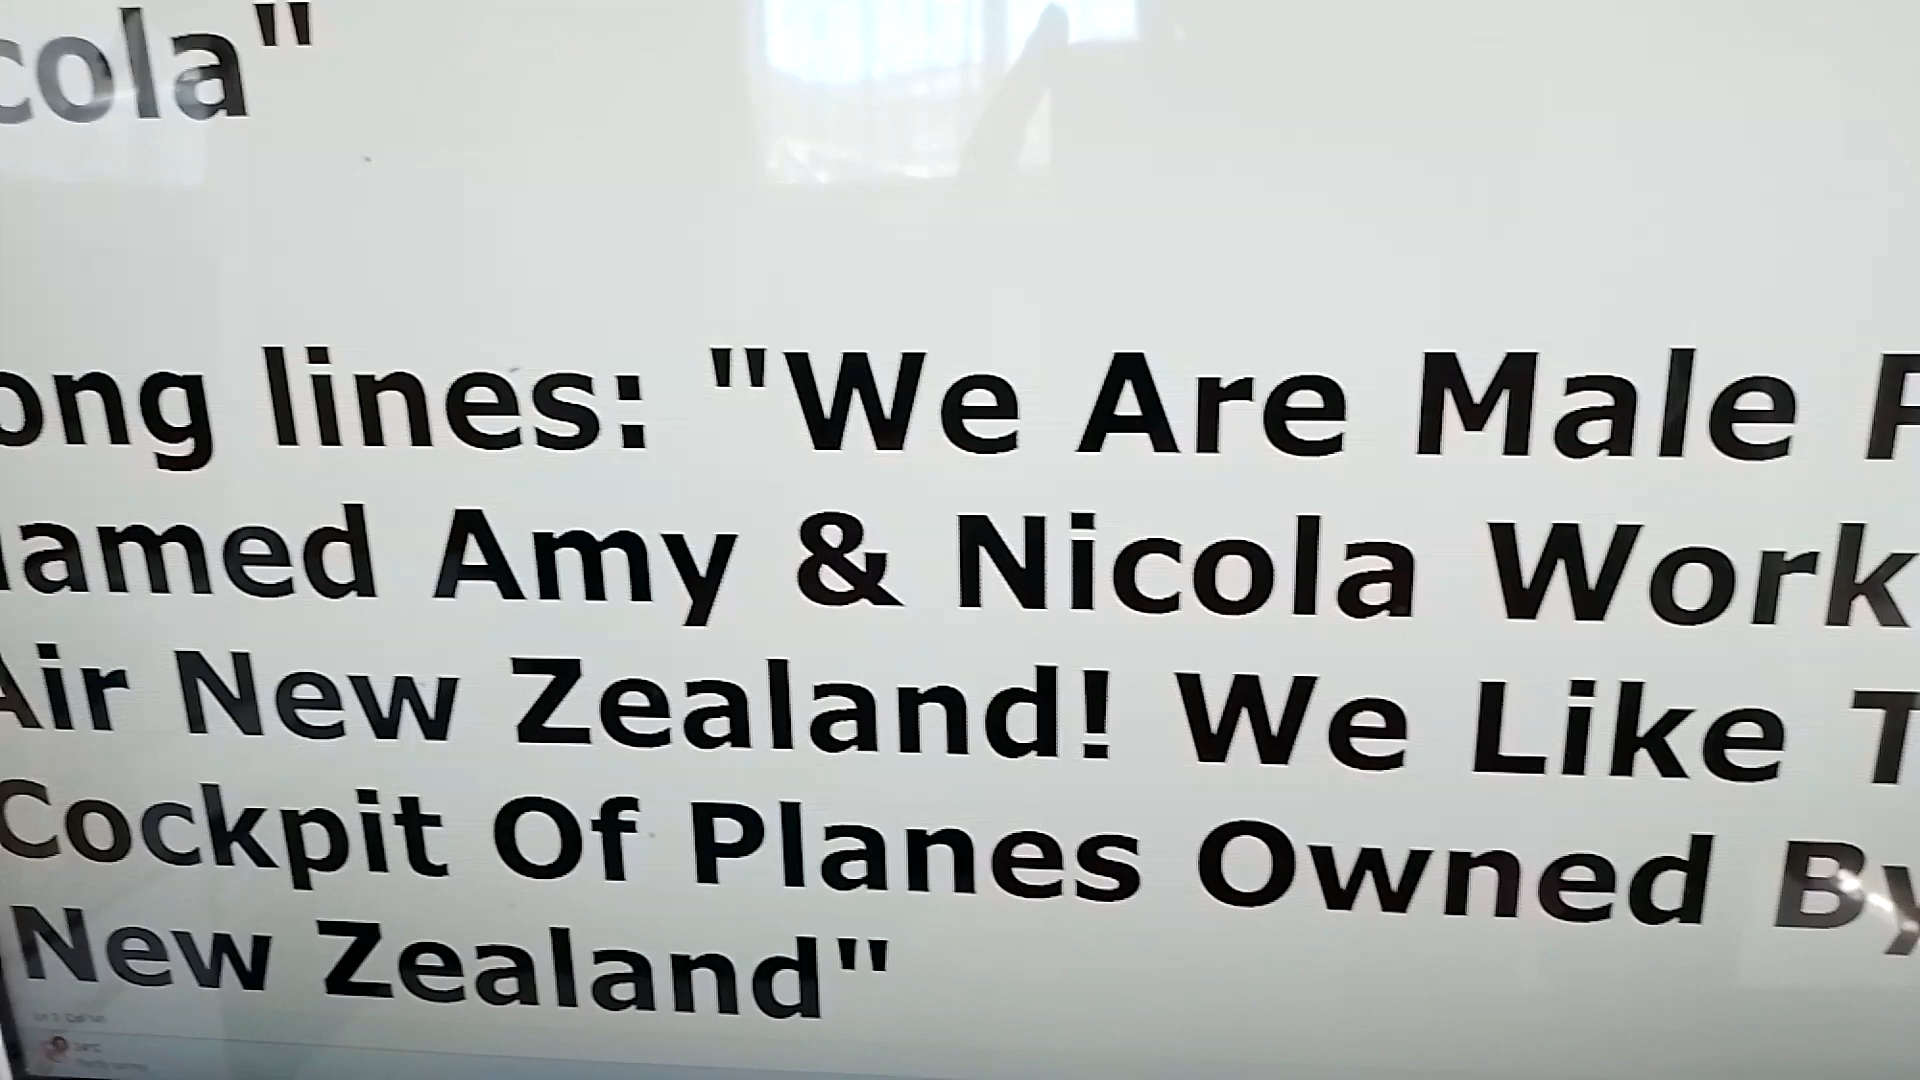 cola"
ong lines: "We Are Male
amed Amy & Nicola Work
Air New Zealand! We Like T
Cockpit Of Planes Owned By
New Zealand"